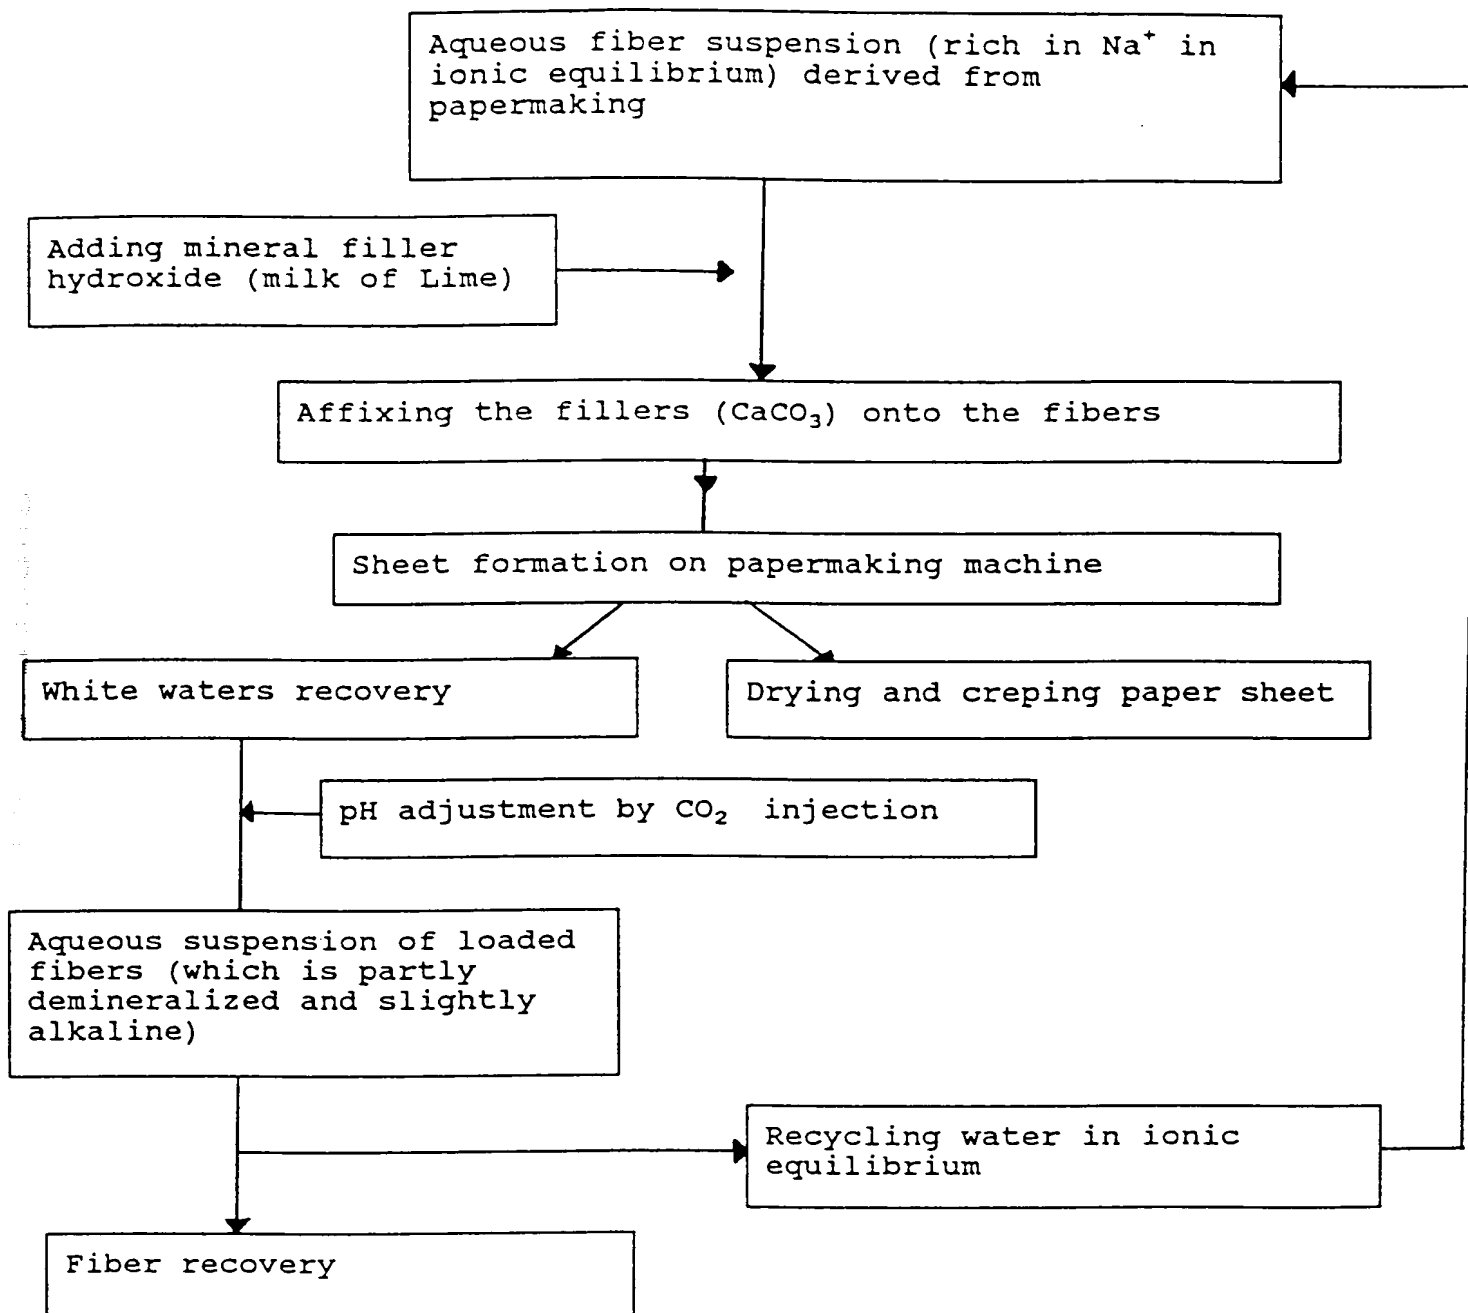 Aqueous fiber suspension (rich in Na⁺ in
ionic equilibrium) derived from
papermaking
Adding mineral filler
hydroxide (milk of Lime)
Affixing the fillers (CaCO₃) onto the fibers
Sheet formation on papermaking machine
White waters recovery
Drying and creping paper sheet
pH adjustment by CO₂ injection
Aqueous suspension of loaded
fibers (which is partly
demineralized and slightly
alkaline)
Recycling water in ionic
equilibrium
Fiber recovery